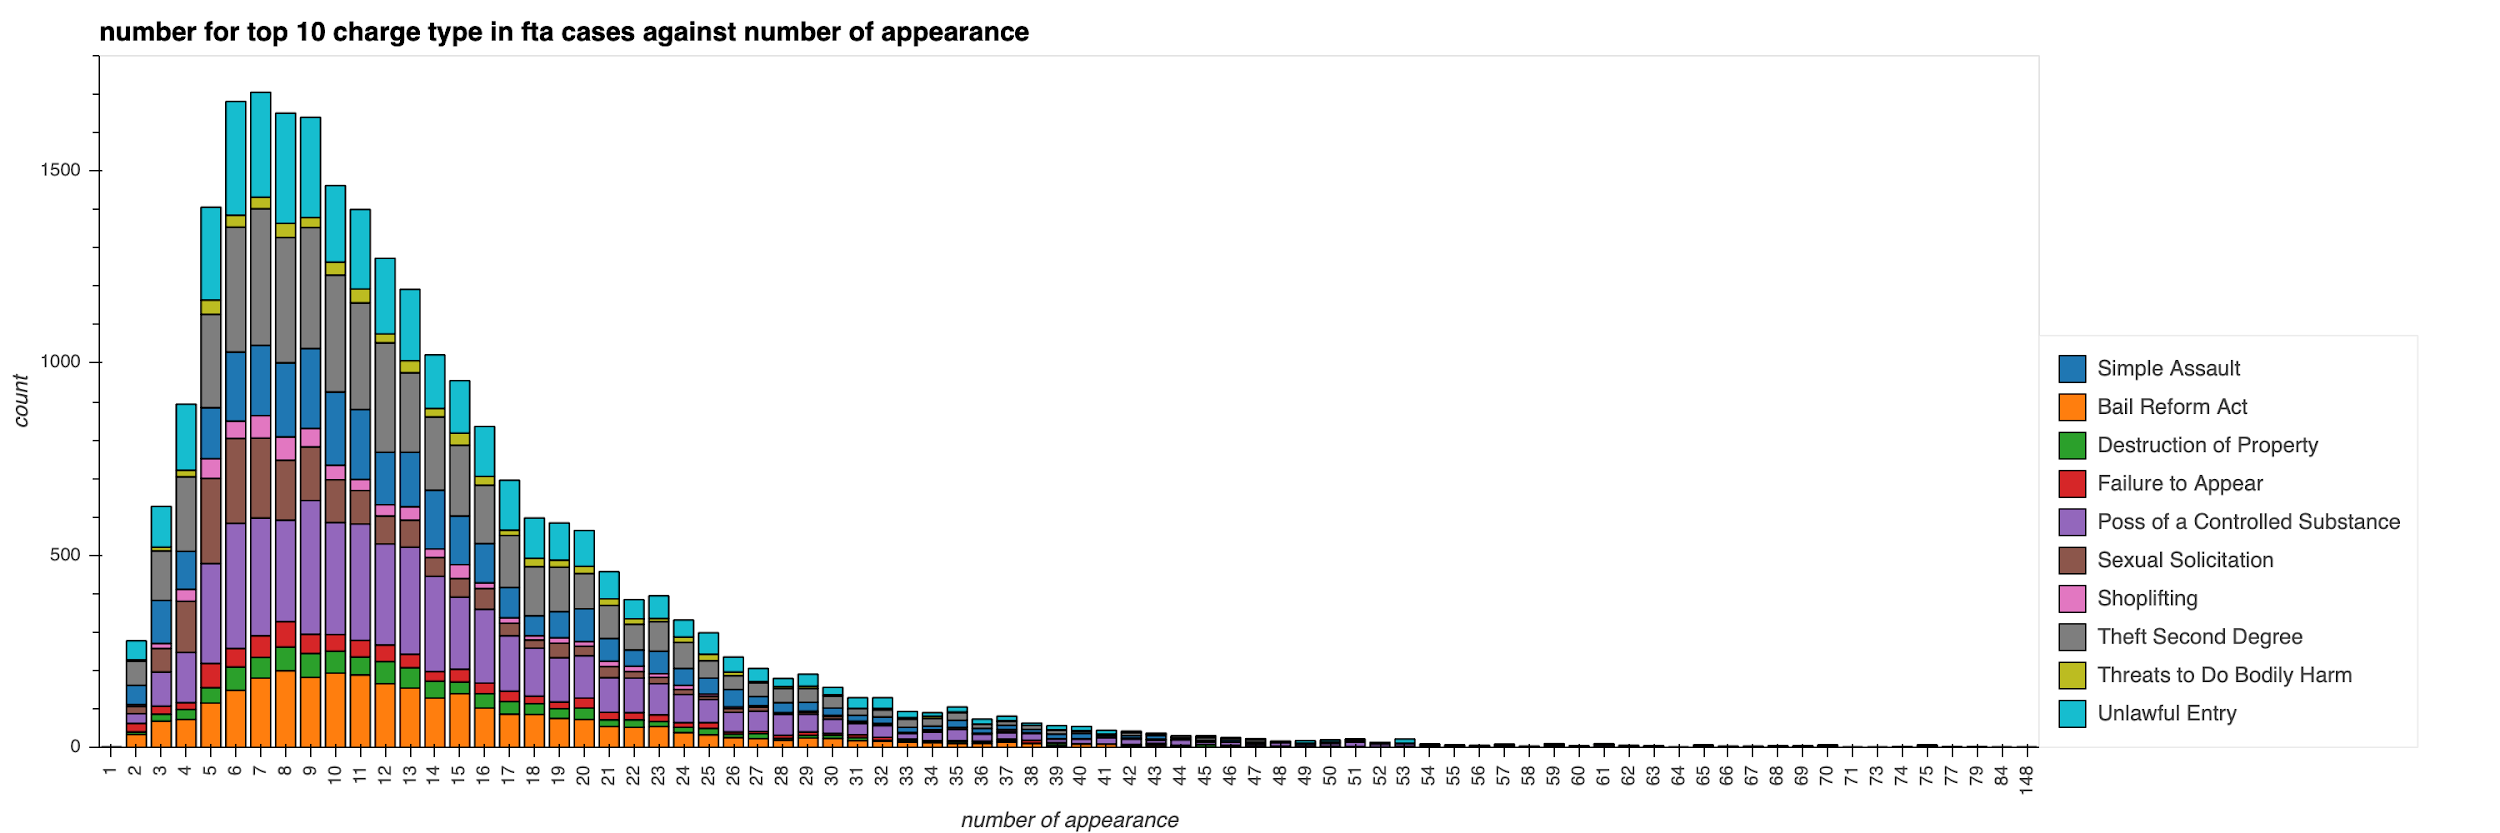 number for top 10 charge type in fta cases against number of appearance
1500
1000
500
0
count
1 2 3 4 5 6 7 8 9 10 11 12 13 14 15 16 17 18 19 20 21 22 23 24 25 26 27 28 29 30 31 32 33 34 35 36 37 38 39 40 41 42 43 44 45 46 47 48 49 50 51 52 53 54 55 56 57 58 59 60 61 62 63 64 65 66 67 68 69 70 71 73 74 75 77 79 84 148
number of appearance
Simple Assault
Bail Reform Act
Destruction of Property
Failure to Appear
Poss of a Controlled Substance
Sexual Solicitation
Shoplifting
Theft Second Degree
Threats to Do Bodily Harm
Unlawful Entry